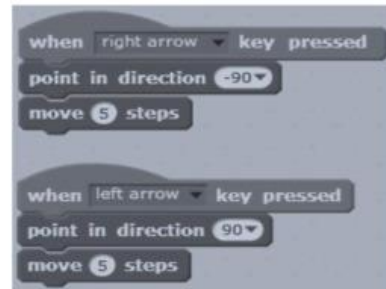 when right arrow key pressed
point in direction -90
move 5 steps
when left arrow key pressed
point in direction 90
move 5 steps